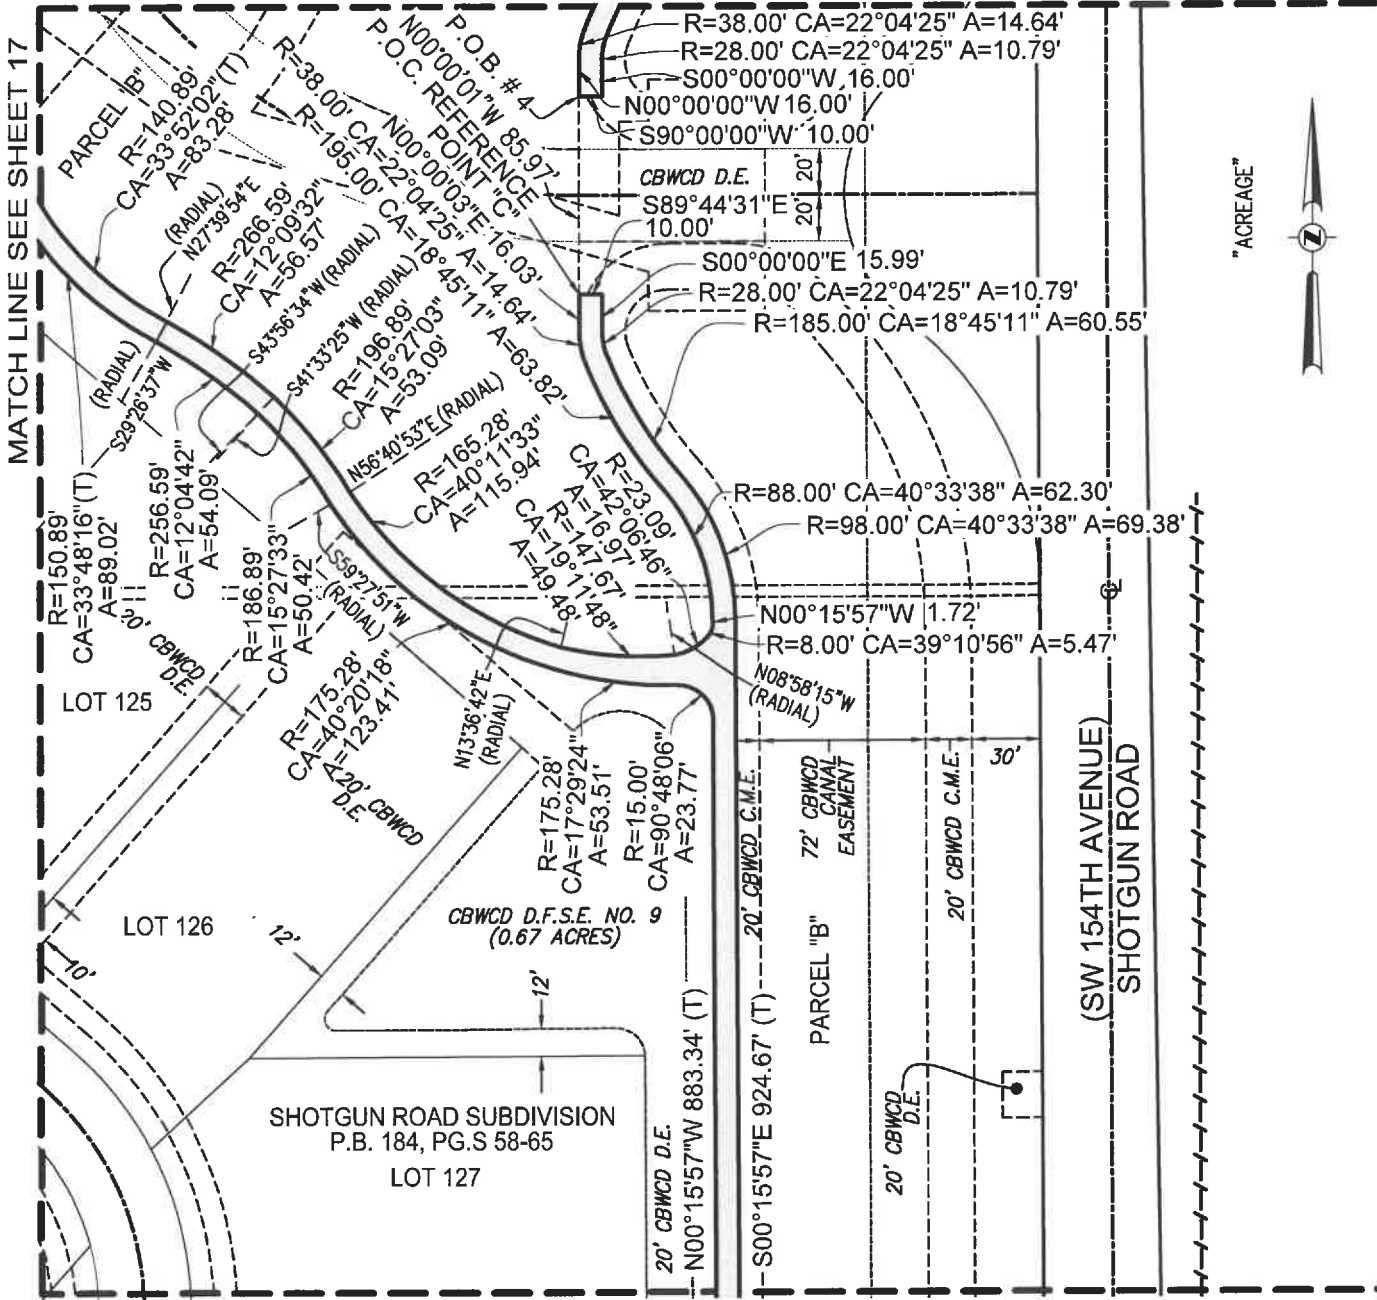 MATCH LINE SEE SHEET 17
PARCEL "B"
R=140.89'
CA=33°52'02"(T)
A=83.28'
(RADIAL)
N27°39'54"E
R=266.59'
CA=12°09'32"
A=56.57'
S43°56'34"W(RADIAL)
S41°33'25"W (RADIAL)
R=196.89'
CA=15°27'03"
A=53.09'
N56°40'53"E (RADIAL)
R=165.28'
CA=40°11'33"
A=115.94'
R=38.00' CA=22°04'25" A=14.64'
R=195.00' CA=18°45'11" A=63.82'
N00°00'03"E 16.03'
P.O.C. REFERENCE
POINT "C"
N00°00'01"W 85.97'
P.O.B. #4
R=38.00' CA=22°04'25" A=14.64'
R=28.00' CA=22°04'25" A=10.79'
S00°00'00"W 16.00'
N00°00'00"W 16.00'
S90°00'00"W 10.00'
CBWCD D.E.
20'
20'
S89°44'31"E
10.00'
S00°00'00"E 15.99'
R=28.00' CA=22°04'25" A=10.79'
R=185.00' CA=18°45'11" A=60.55'
"ACREAGE"
Z
R=88.00' CA=40°33'38" A=62.30'
R=98.00' CA=40°33'38" A=69.38'
N00°15'57"W 1.72'
R=8.00' CA=39°10'56" A=5.47'
N08°58'15"W
(RADIAL)
R=23.09'
CA=42°06'46"
A=16.97'
R=147.67'
CA=19°11'48"
A=49.48'
(RADIAL)
S29°26'37"W
R=150.89'
CA=33°48'16"(T)
A=89.02'
R=256.59'
CA=12°04'42"
A=54.09'
R=186.89'
CA=15°27'33"
A=50.42'
S59°27'51"W
(RADIAL)
20' CBWCD
D.E.
LOT 125
R=175.28'
CA=40°20'18"
A=123.41'
20' CBWCD
D.E.
N13°36'42"E
(RADIAL)
R=175.28'
CA=17°29'24"
A=53.51'
R=15.00'
CA=90°48'06"
A=23.77'
20' CBWCD C.M.E.
72' CBWCD
CANAL
EASEMENT
20' CBWCD C.M.E.
30'
(SW 154TH AVENUE)
SHOTGUN ROAD
LOT 126
12'
10'
CBWCD D.F.S.E. NO. 9
(0.67 ACRES)
12'
PARCEL "B"
N00°15'57"W 883.34' (T)
S00°15'57"E 924.67' (T)
20' CBWCD D.E.
20' CBWCD
D.E.
SHOTGUN ROAD SUBDIVISION
P.B. 184, PG.S 58-65
LOT 127